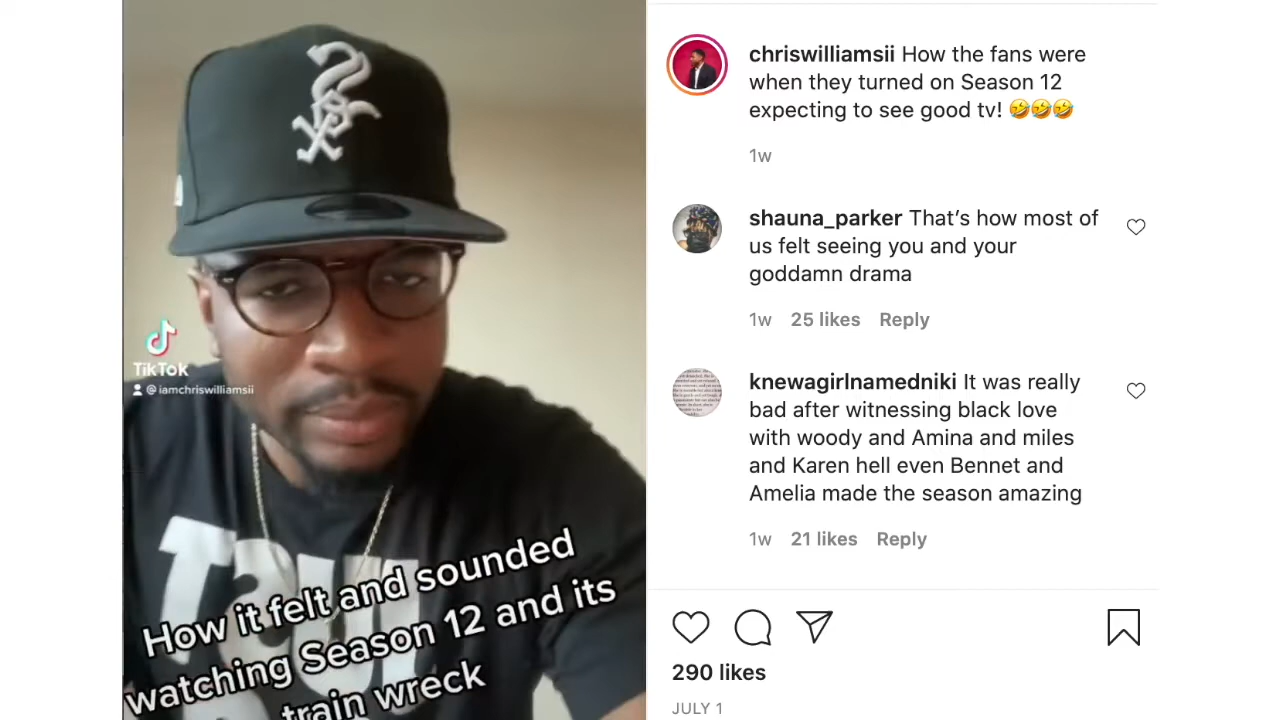 Sox
TikTok
@iamchriswilliamsii
How it felt and sounded
watching Season 12 and its
train wreck
chriswilliamsii How the fans were
when they turned on Season 12
expecting to see good tv! 🤣🤣🤣
1w
shauna_parker That’s how most of
us felt seeing you and your
goddamn drama
1w 25 likes Reply
knewagirlnamedniki It was really
bad after witnessing black love
with woody and Amina and miles
and Karen hell even Bennet and
Amelia made the season amazing
1w 21 likes Reply
290 likes
JULY 1